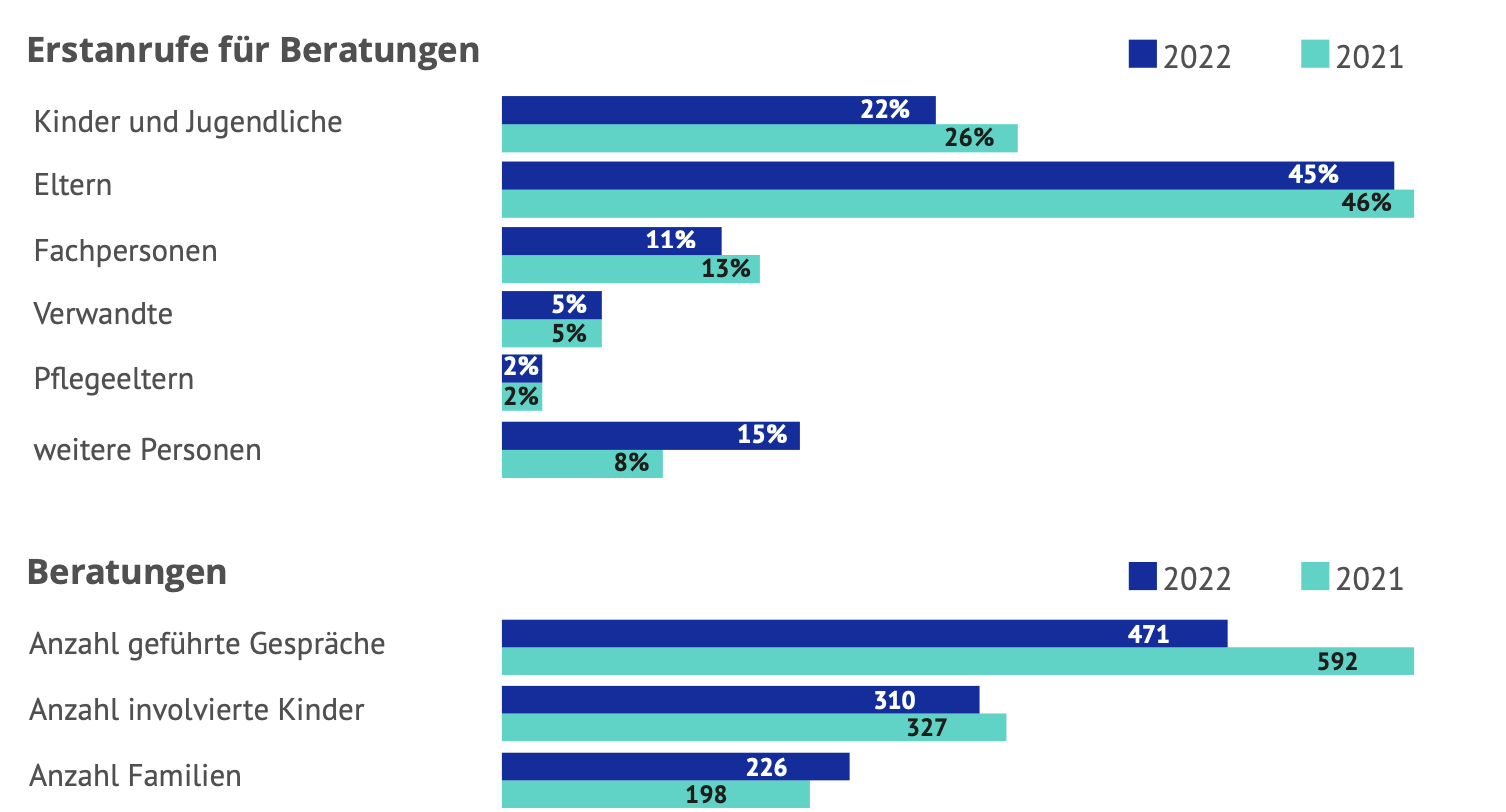 Erstanrufe für Beratungen
2022 2021
Kinder und Jugendliche
22%
26%
Eltern
45%
46%
Fachpersonen
11%
13%
Verwandte
5%
5%
Pflegeeltern
2%
2%
weitere Personen
15%
8%
Beratungen
2022 2021
Anzahl geführte Gespräche
471
592
Anzahl involvierte Kinder
310
327
Anzahl Familien
226
198